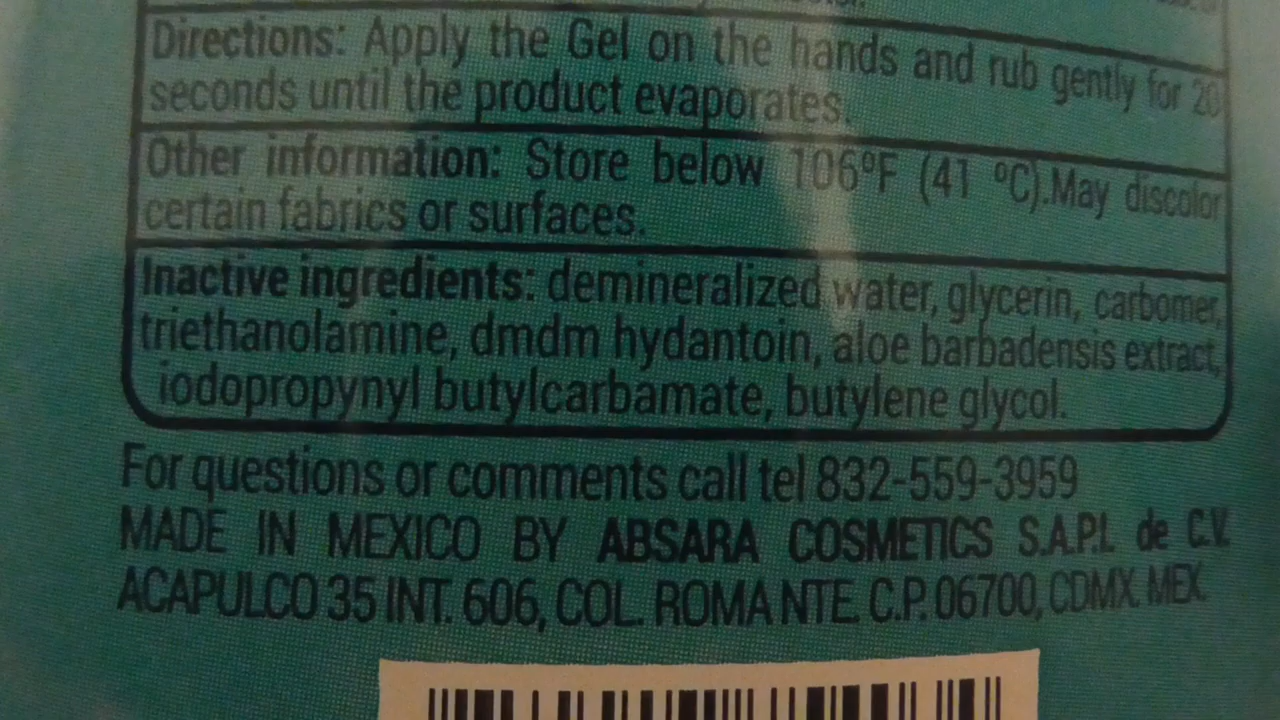 Directions: Apply the Gel on the hands and rub gently for 20
seconds until the product evaporates.
Other information: Store below 106ºF (41 ºC).May discolor
certain fabrics or surfaces.
Inactive ingredients: demineralized water, glycerin, carbomer,
triethanolamine, dmdm hydantoin, aloe barbadensis extract,
iodopropynyl butylcarbamate, butylene glycol.
For questions or comments call tel 832-559-3959
MADE IN MEXICO BY ABSARA COSMETICS S.A.P.I. de C.V.
ACAPULCO 35 INT. 606, COL. ROMA NTE. C.P. 06700, CDMX. MEX.